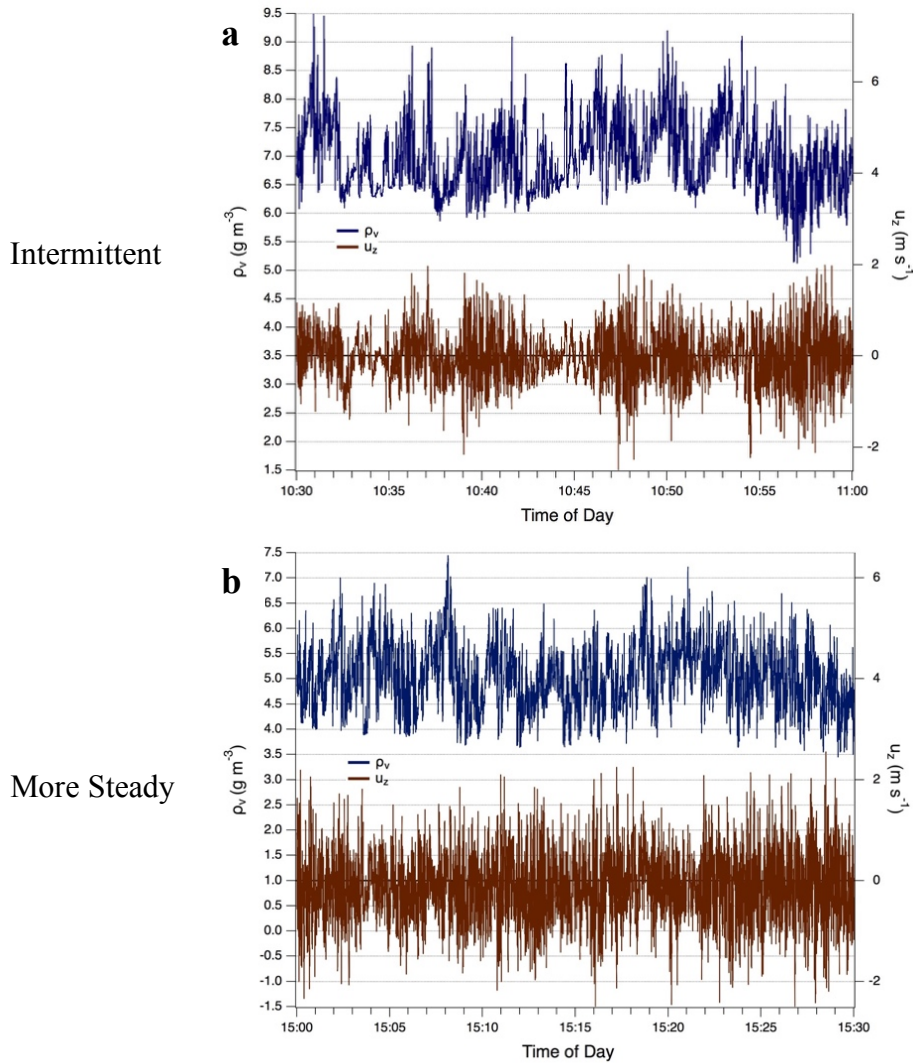 a
Intermittent
9.5
9.0
8.5
8.0
7.5
7.0
6.5
6.0
5.5
5.0
4.5
4.0
3.5
3.0
2.5
2.0
1.5
ρv (g m-3)
ρv
uz
6
4
2
0
-2
uz (m s-1)
10:30 10:35 10:40 10:45 10:50 10:55 11:00
Time of Day
b
More Steady
7.5
7.0
6.5
6.0
5.5
5.0
4.5
4.0
3.5
3.0
2.5
2.0
1.5
1.0
0.5
0.0
-0.5
-1.0
-1.5
ρv (g m-3)
ρv
uz
6
4
2
0
-2
uz (m s-1)
15:00 15:05 15:10 15:15 15:20 15:25 15:30
Time of Day